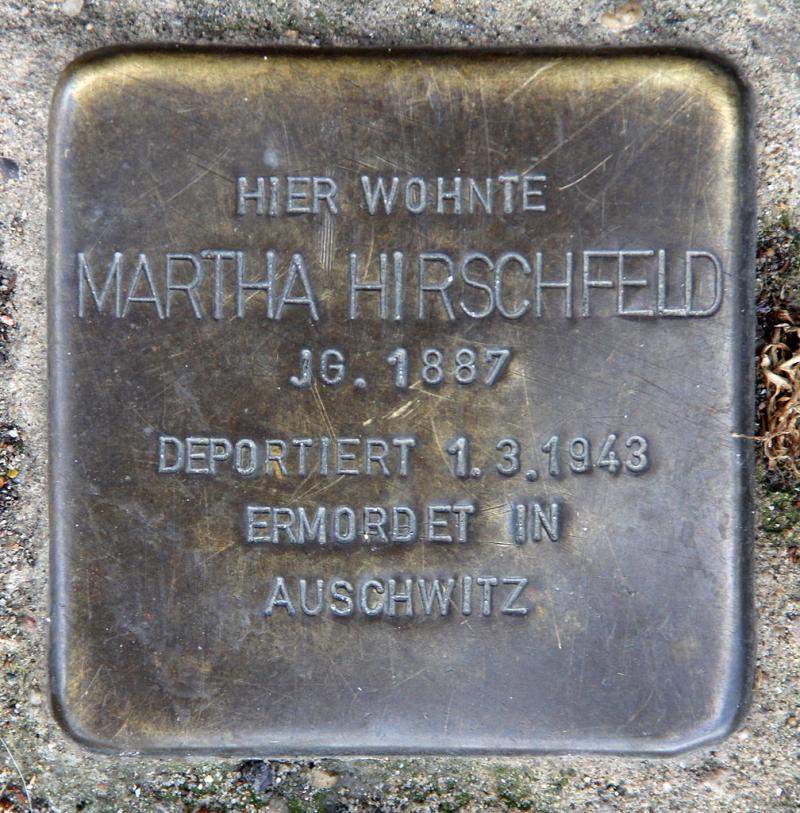 HIER WOHNTE
MARTHA HIRSCHFELD
JG. 1887
DEPORTIERT 1.3.1943
ERMORDET IN
AUSCHWITZ